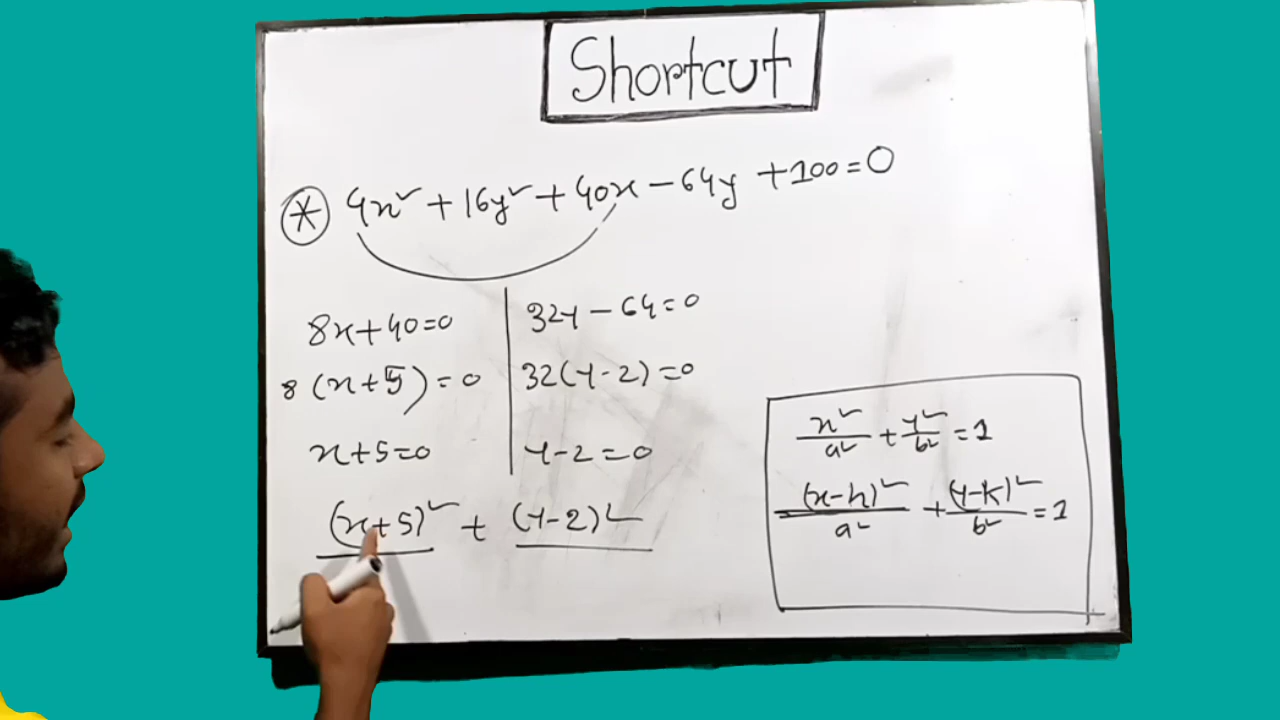 Shortcut
* 4x² + 16y² + 40x - 64y + 100 = 0
8x + 40 = 0
8 (x + 5) = 0
x + 5 = 0
32y - 64 = 0
32(y - 2) = 0
y - 2 = 0
(x + 5)² + (y - 2)²
x²/a² + y²/b² = 1
(x - h)²/a² + (y - k)²/b² = 1